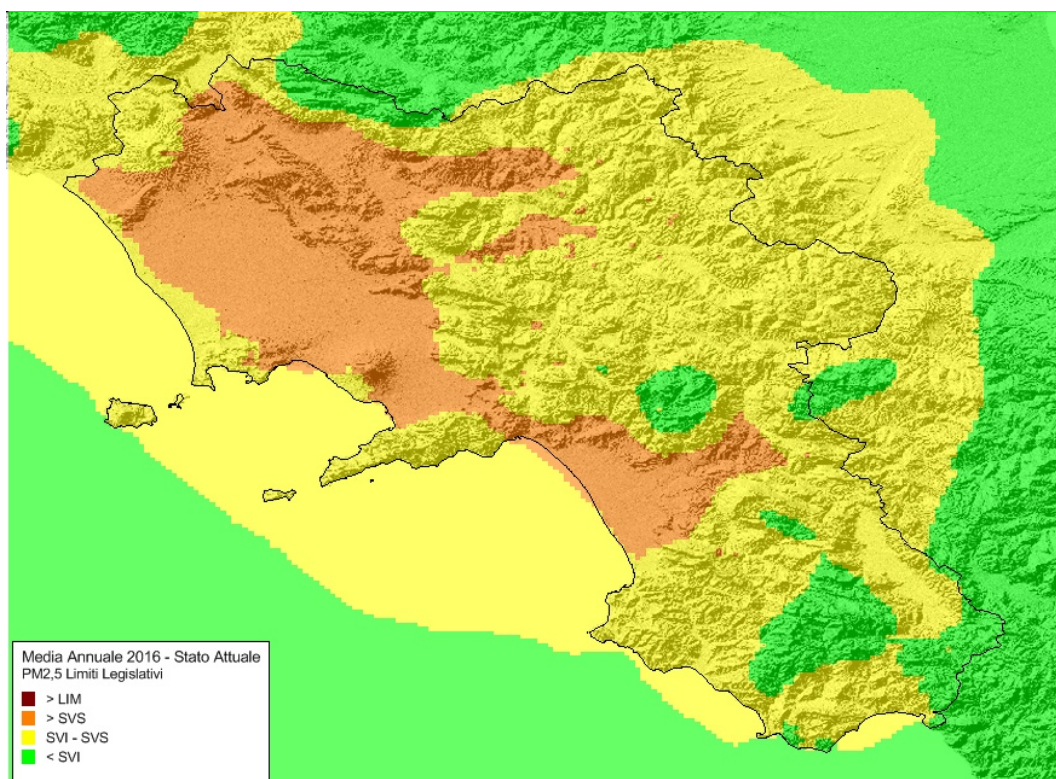 Media Annuale 2016 - Stato Attuale
PM2,5 Limiti Legislativi
> LIM
> SVS
SVI - SVS
< SVI